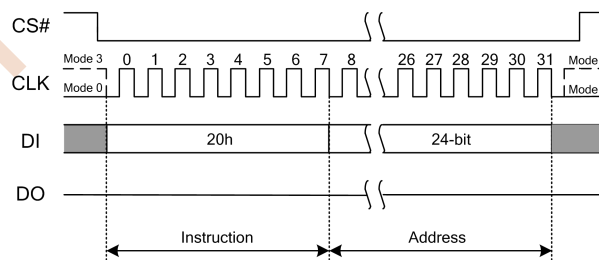 CS#
Mode 3 0 1 2 3 4 5 6 7 8 26 27 28 29 30 31 Mode
CLK
Mode 0 Mode
DI 20h 24-bit
DO
Instruction Address